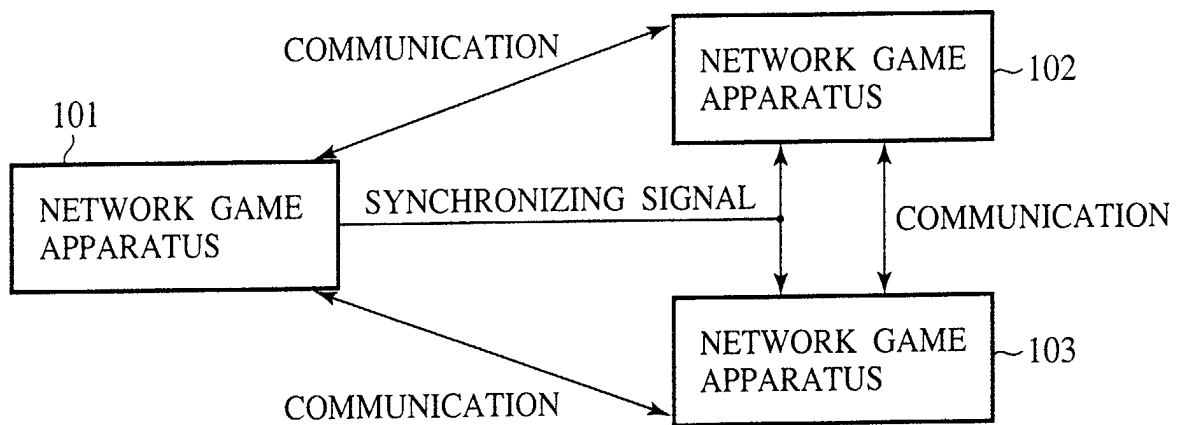 COMMUNICATION
NETWORK GAME
APPARATUS
102
101
NETWORK GAME
APPARATUS
SYNCHRONIZING SIGNAL
COMMUNICATION
NETWORK GAME
APPARATUS
103
COMMUNICATION